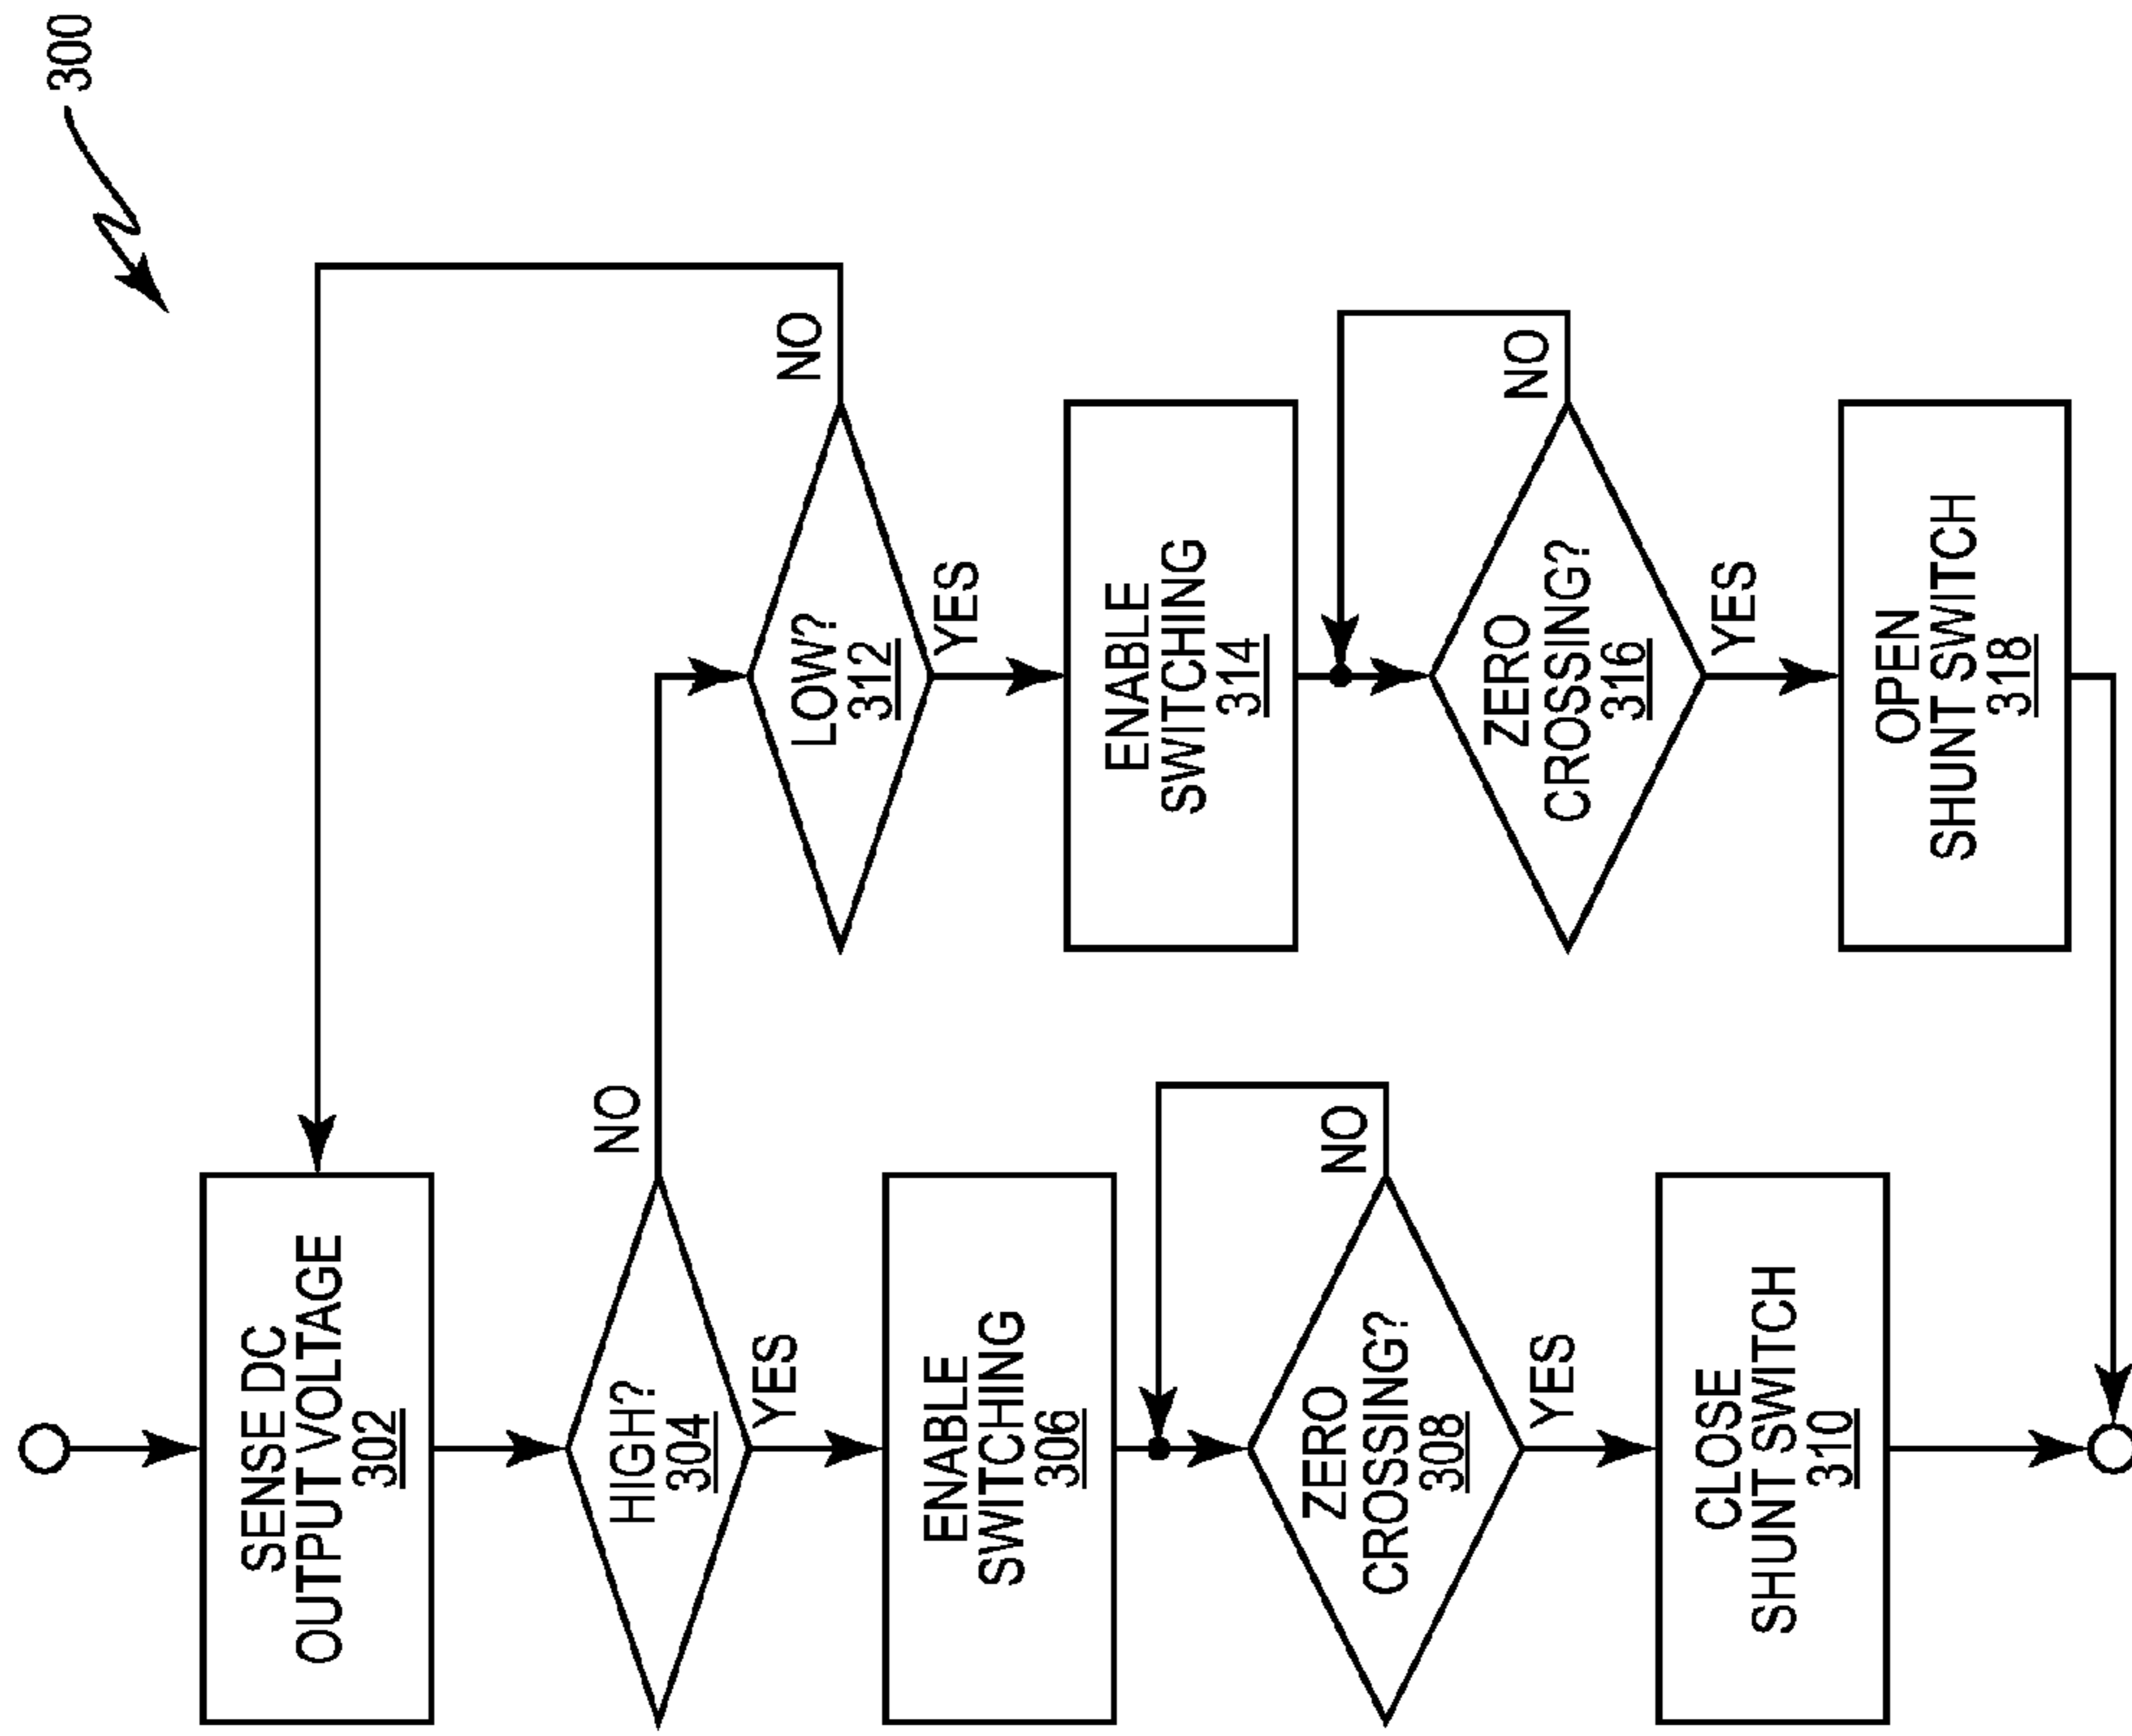 300
SENSE DC
OUTPUT VOLTAGE
302
HIGH?
304
NO
YES
ENABLE
SWITCHING
306
ZERO
CROSSING?
308
NO
YES
CLOSE
SHUNT SWITCH
310
LOW?
312
NO
YES
ENABLE
SWITCHING
314
ZERO
CROSSING?
316
NO
YES
OPEN
SHUNT SWITCH
318